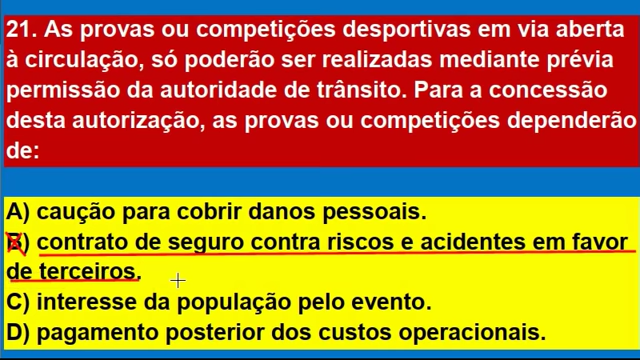 21. As provas ou competições desportivas em via aberta
à circulação, só poderão ser realizadas mediante prévia
permissão da autoridade de trânsito. Para a concessão
desta autorização, as provas ou competições dependerão
de:
A) caução para cobrir danos pessoais.
B) contrato de seguro contra riscos e acidentes em favor
de terceiros.
C) interesse da população pelo evento.
D) pagamento posterior dos custos operacionais.